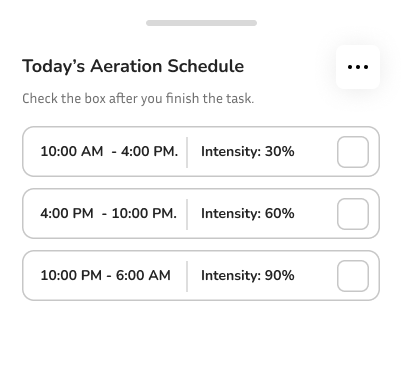 Today’s Aeration Schedule
Check the box after you finish the task.
10:00 AM  - 4:00 PM. Intensity: 30%
4:00 PM  - 10:00 PM. Intensity: 60%
10:00 PM - 6:00 AM Intensity: 90%